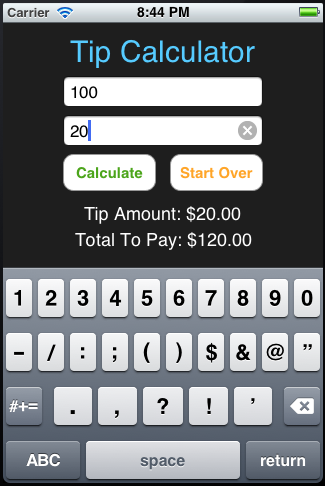 Carrier 8:44 PM
Tip Calculator
100
20
Calculate Start Over
Tip Amount: $20.00
Total To Pay: $120.00
1 2 3 4 5 6 7 8 9 0
- / : ; ( ) $ & @ "
#+= . , ? ! '
ABC space return